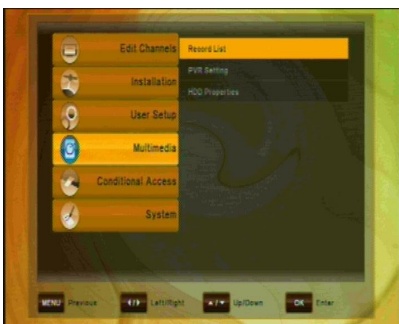 Edit Channels
Installation
User Setup
Multimedia
Conditional Access
System
Record List
PVR Setting
HDD Properties
MENU Previous ◀/▶ Left/Right ▲/▼ Up/Down OK Enter